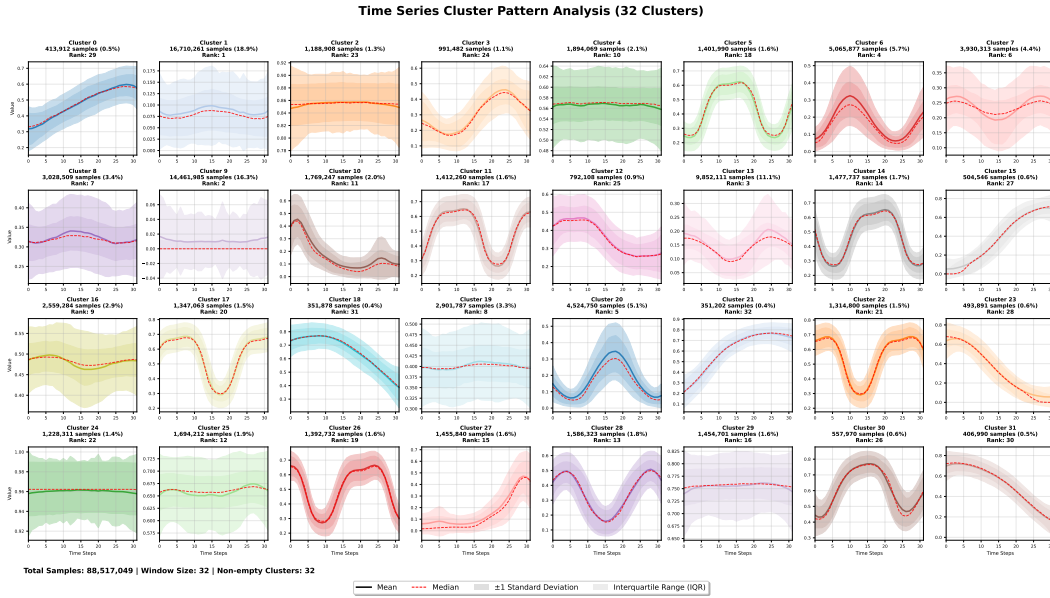 Time Series Cluster Pattern Analysis (32 Clusters)
Cluster 0
413,912 samples (0.5%)
Rank: 29
Cluster 1
16,710,261 samples (18.9%)
Rank: 1
Cluster 2
1,188,908 samples (1.3%)
Rank: 23
Cluster 3
991,482 samples (1.1%)
Rank: 24
Cluster 4
1,894,069 samples (2.1%)
Rank: 10
Cluster 5
1,401,990 samples (1.6%)
Rank: 18
Cluster 6
5,065,877 samples (5.7%)
Rank: 4
Cluster 7
3,930,313 samples (4.4%)
Rank: 6
Value
Cluster 8
3,028,509 samples (3.4%)
Rank: 7
Cluster 9
14,461,985 samples (16.3%)
Rank: 2
Cluster 10
1,769,247 samples (2.0%)
Rank: 11
Cluster 11
1,412,260 samples (1.6%)
Rank: 17
Cluster 12
792,108 samples (0.9%)
Rank: 25
Cluster 13
9,852,111 samples (11.1%)
Rank: 3
Cluster 14
1,477,737 samples (1.7%)
Rank: 14
Cluster 15
504,566 samples (0.6%)
Rank: 27
Value
Cluster 16
2,559,284 samples (2.9%)
Rank: 9
Cluster 17
1,347,063 samples (1.5%)
Rank: 20
Cluster 18
351,878 samples (0.4%)
Rank: 31
Cluster 19
2,901,787 samples (3.3%)
Rank: 8
Cluster 20
4,524,750 samples (5.1%)
Rank: 5
Cluster 21
351,202 samples (0.4%)
Rank: 32
Cluster 22
1,314,800 samples (1.5%)
Rank: 21
Cluster 23
493,891 samples (0.6%)
Rank: 28
Value
Cluster 24
1,228,311 samples (1.4%)
Rank: 22
Cluster 25
1,694,212 samples (1.9%)
Rank: 12
Cluster 26
1,392,732 samples (1.6%)
Rank: 19
Cluster 27
1,455,840 samples (1.6%)
Rank: 15
Cluster 28
1,586,323 samples (1.8%)
Rank: 13
Cluster 29
1,454,701 samples (1.6%)
Rank: 16
Cluster 30
557,970 samples (0.6%)
Rank: 26
Cluster 31
406,990 samples (0.5%)
Rank: 30
Value
Time Steps
Time Steps
Time Steps
Time Steps
Time Steps
Time Steps
Time Steps
Time Steps
Total Samples: 88,517,049 | Window Size: 32 | Non-empty Clusters: 32
Mean
Median
±1 Standard Deviation
Interquartile Range (IQR)